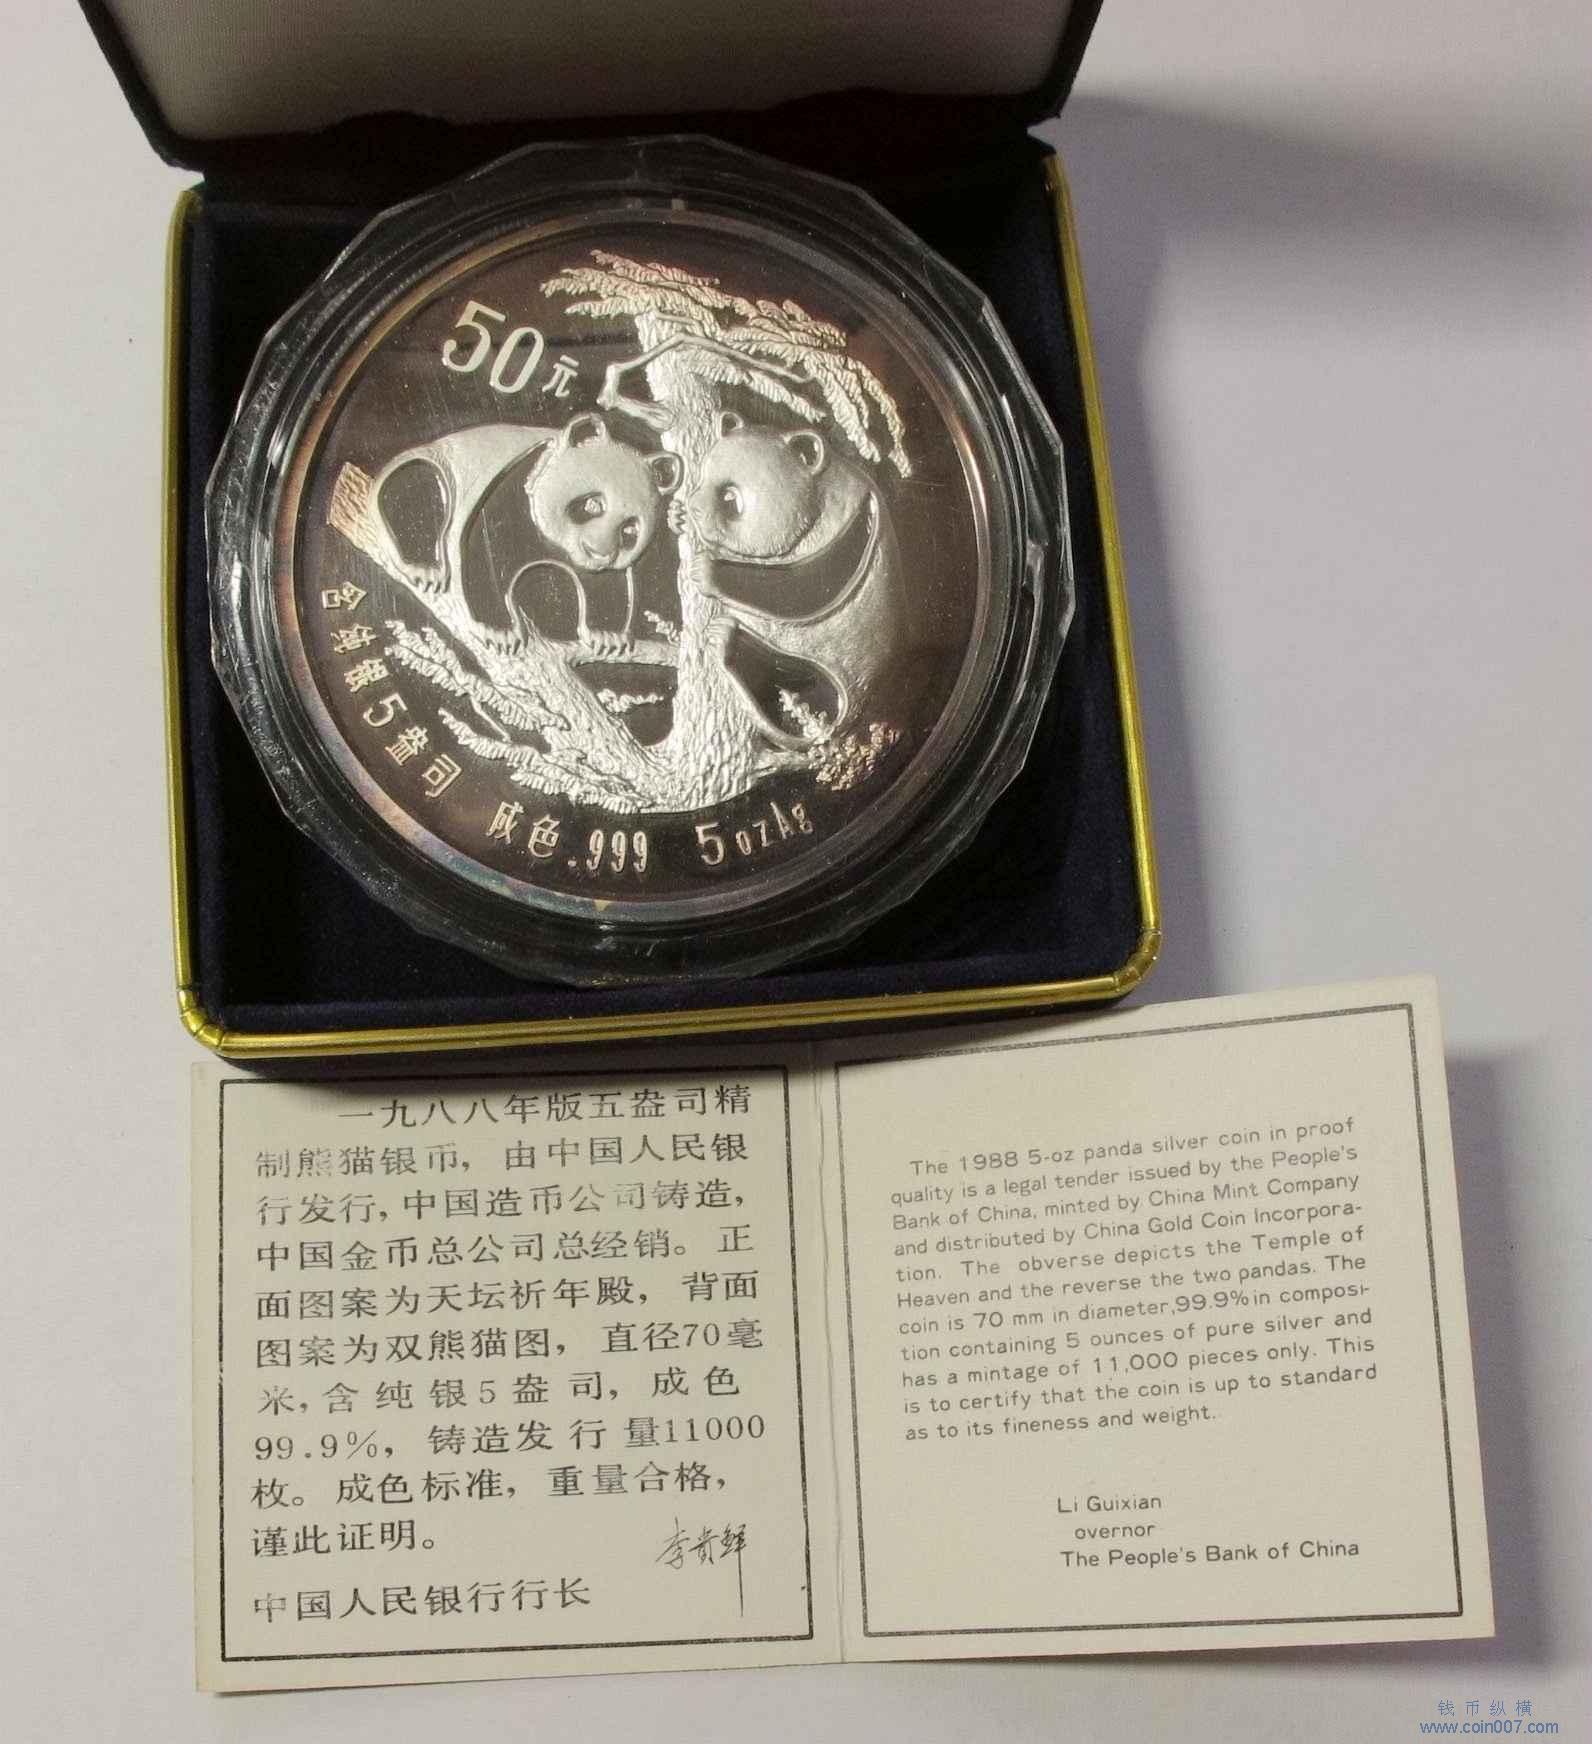 50元
含纯银5盎司
成色.999 5ozAg
一九八八年版五盎司精
制熊猫银币，由中国人民银
行发行，中国造币公司铸造，
中国金币总公司总经销。正
面图案为天坛祈年殿，背面
图案为双熊猫图，直径70毫
米，含纯银5盎司，成色
99.9%，铸造发行量11000
枚。成色标准，重量合格，
谨此证明。
李贵鲜
中国人民银行行长
The 1988 5-oz panda silver coin in proof
quality is a legal tender issued by the People's
Bank of China, minted by China Mint Company
and distributed by China Gold Coin Incorpora-
tion. The obverse depicts the Temple of
Heaven and the reverse the two pandas. The
coin is 70 mm in diameter,99.9% in composi-
tion containing 5 ounces of pure silver and
has a mintage of 11,000 pieces only. This
is to certify that the coin is up to standard
as to its fineness and weight.
Li Guixian
overnor
The People's Bank of China
钱币纵横
www.coin007.com